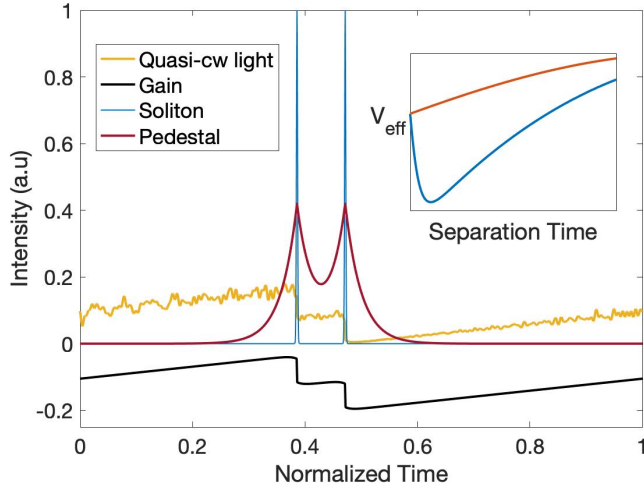 1
0.8
0.6
0.4
0.2
0
-0.2
Intensity (a.u)
Quasi-cw light
Gain
Soliton
Pedestal
V_eff
Separation Time
0 0.2 0.4 0.6 0.8 1
Normalized Time